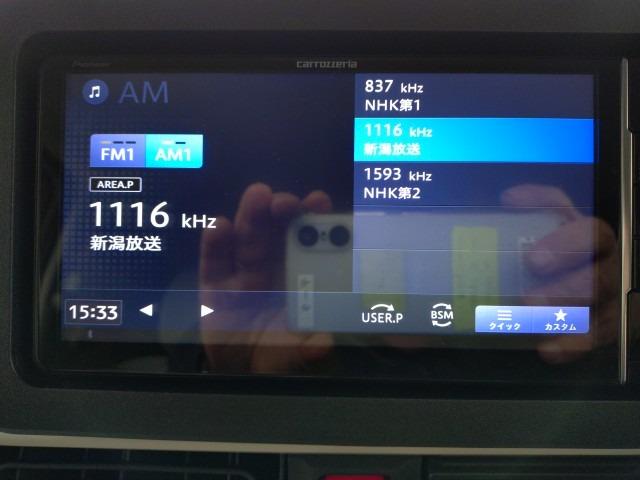 Pioneer
carrozzeria
AM
FM1
AM1
AREA.P
1116 kHz
新潟放送
837 kHz
NHK第1
1116 kHz
新潟放送
1593 kHz
NHK第2
15:33
USER.P
BSM
クイック
カスタム